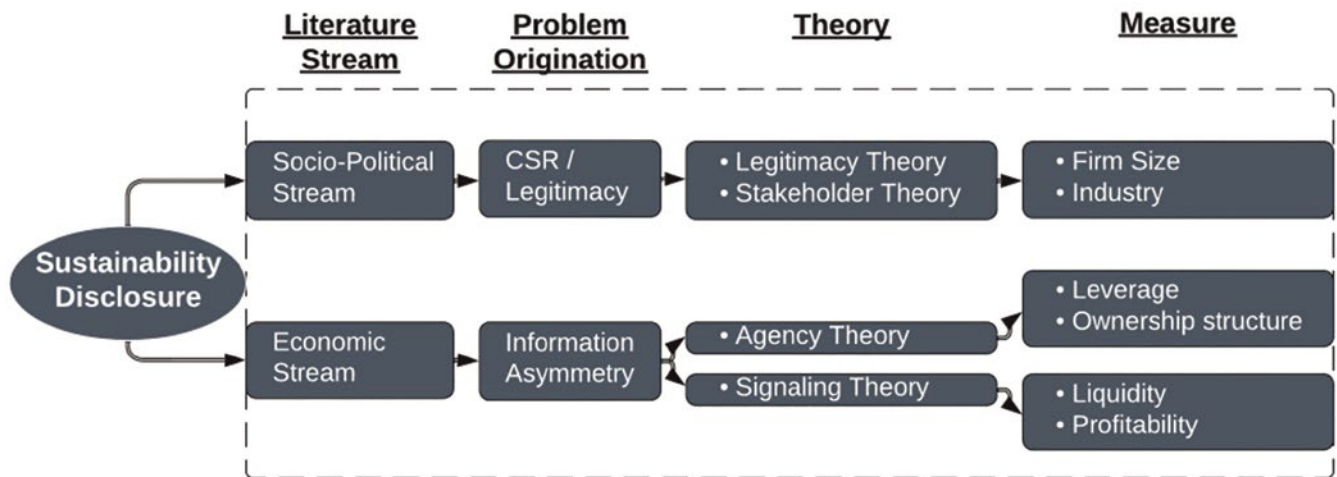 Literature
Stream
Problem
Origination
Theory
Measure
Sustainability
Disclosure
Socio-Political
Stream
CSR /
Legitimacy
• Legitimacy Theory
• Stakeholder Theory
• Firm Size
• Industry
Economic
Stream
Information
Asymmetry
• Agency Theory
• Signaling Theory
• Leverage
• Ownership structure
• Liquidity
• Profitability